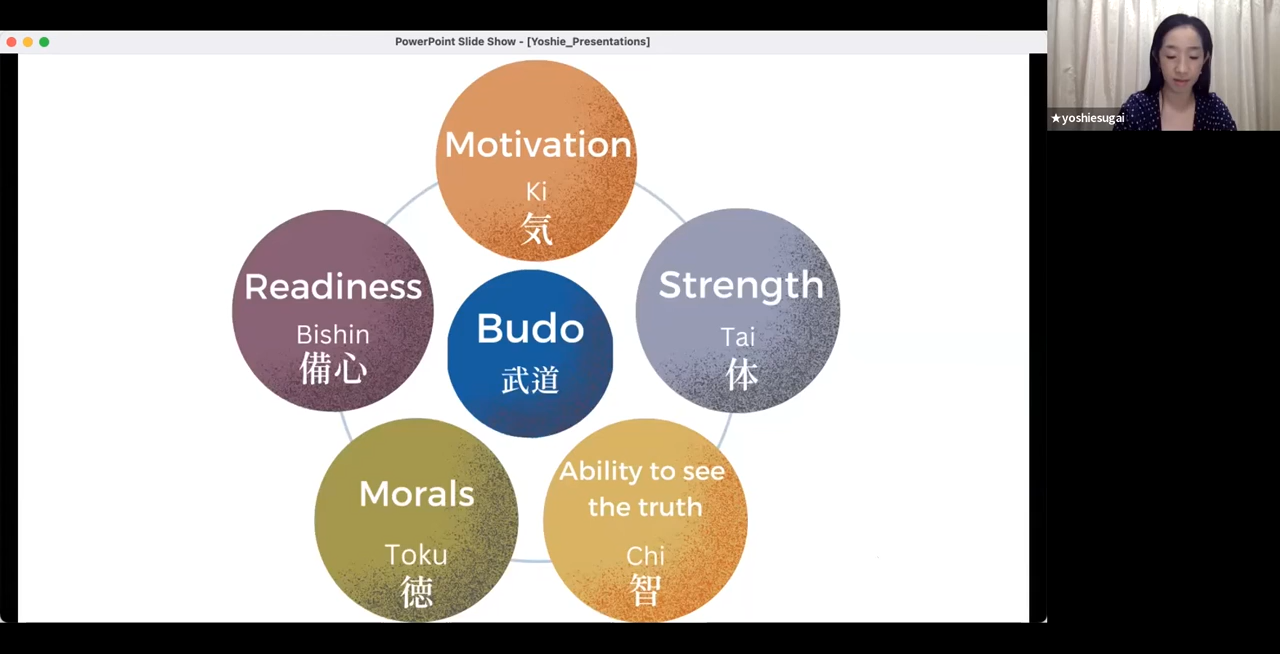 PowerPoint Slide Show - [Yoshie_Presentations]
★yoshiesugai
Motivation
Ki
気
Readiness
Bishin
備心
Budo
武道
Strength
Tai
体
Morals
Toku
徳
Ability to see
the truth
Chi
智